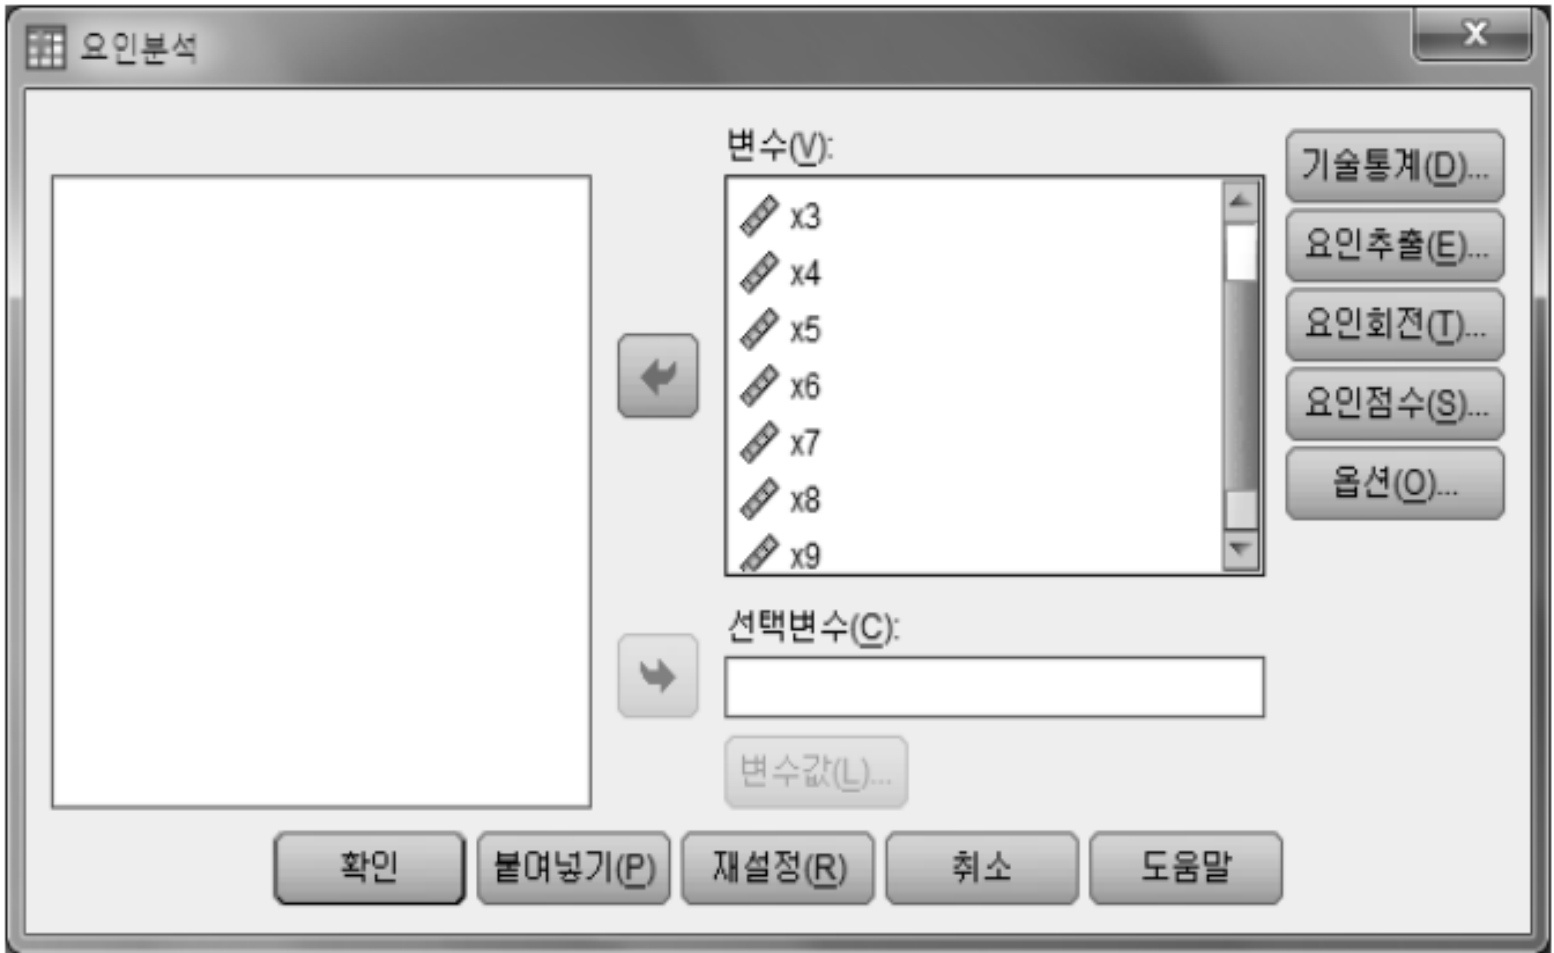 요인분석
변수(V):
x3
x4
x5
x6
x7
x8
x9
선택변수(C):
변수값(L)...
기술통계(D)...
요인추출(E)...
요인회전(T)...
요인점수(S)...
옵션(O)...
확인
붙여넣기(P)
재설정(R)
취소
도움말